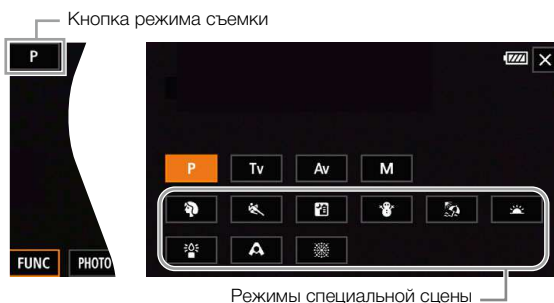 Кнопка режима съемки
P
P Tv Av M
FUNC PHOTO
Режимы специальной сцены